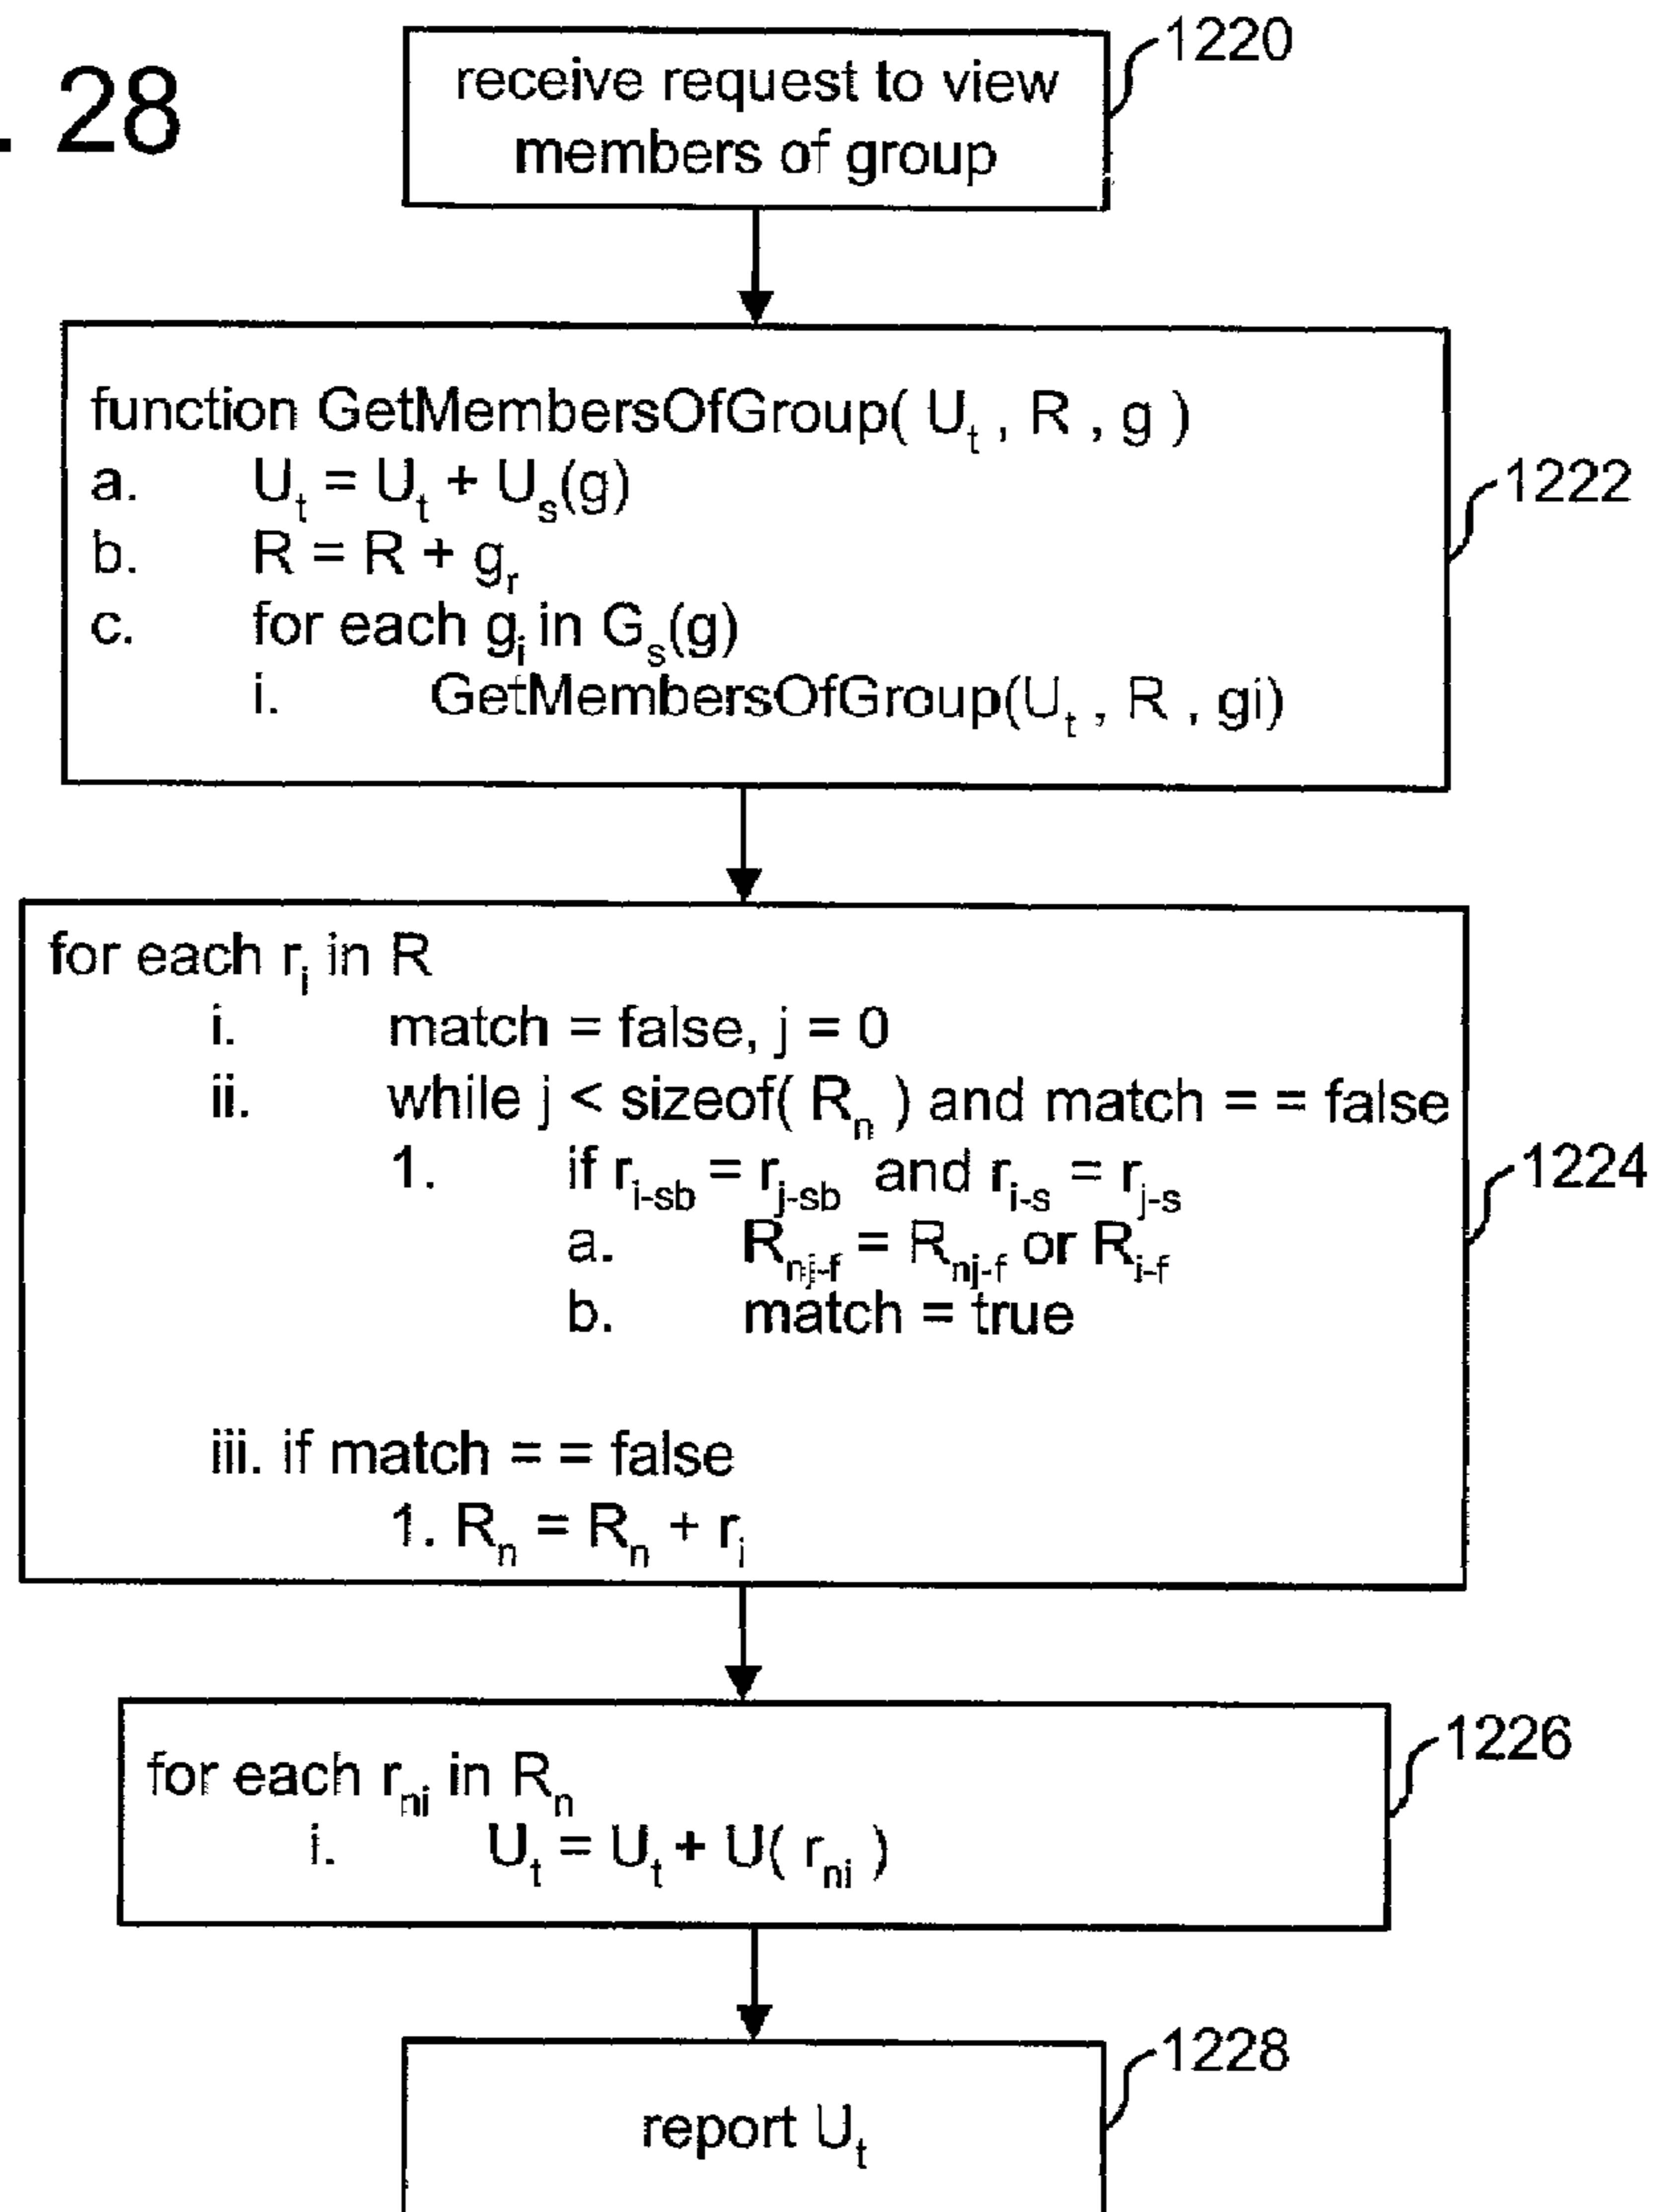 . 28
receive request to view
members of group
1220
function GetMembersOfGroup( Ut , R , g )
a. Ut = Ut + Us(g)
b. R = R + gr
c. for each gi in Gs(g)
i. GetMembersOfGroup(Ut , R , gi)
1222
for each ri in R
i. match = false, j = 0
ii. while j < sizeof( Rn ) and match = = false
1. if ri-sb = rj-sb and ri-s = rj-s
a. Rnj-f = Rnj-f or Ri-f
b. match = true
iii. if match = = false
1. Rn = Rn + ri
1224
for each rni in Rn
i. Ut = Ut + U( rni )
1226
report Ut
1228